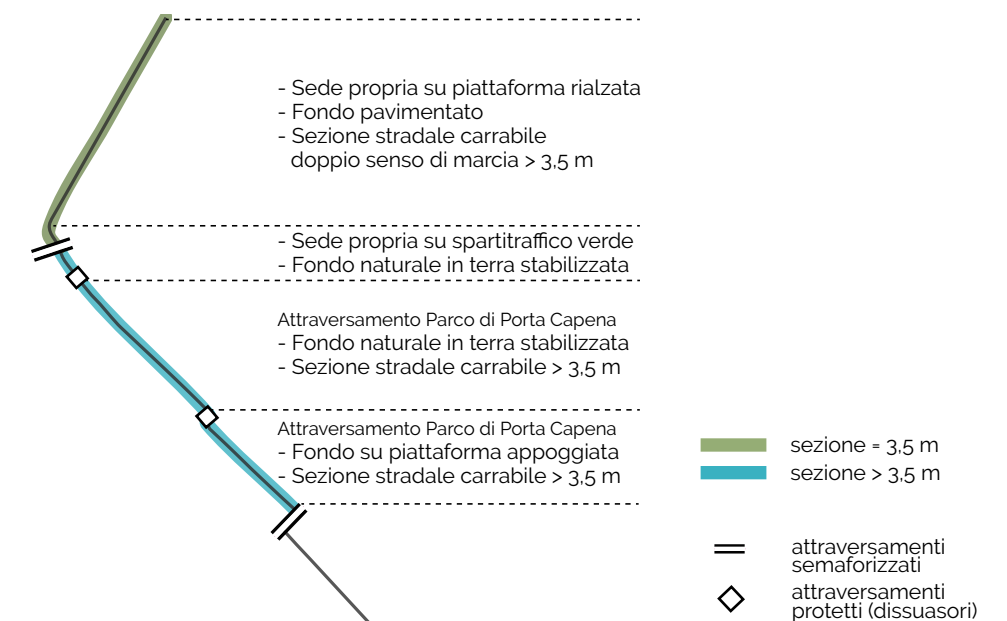 - Sede propria su piattaforma rialzata
- Fondo pavimentato
- Sezione stradale carrabile
doppio senso di marcia > 3,5 m
- Sede propria su spartitraffico verde
- Fondo naturale in terra stabilizzata
Attraversamento Parco di Porta Capena
- Fondo naturale in terra stabilizzata
- Sezione stradale carrabile > 3,5 m
Attraversamento Parco di Porta Capena
- Fondo su piattaforma appoggiata
- Sezione stradale carrabile > 3,5 m
sezione = 3,5 m
sezione > 3,5 m
attraversamenti
semaforizzati
attraversamenti
protetti (dissuasori)